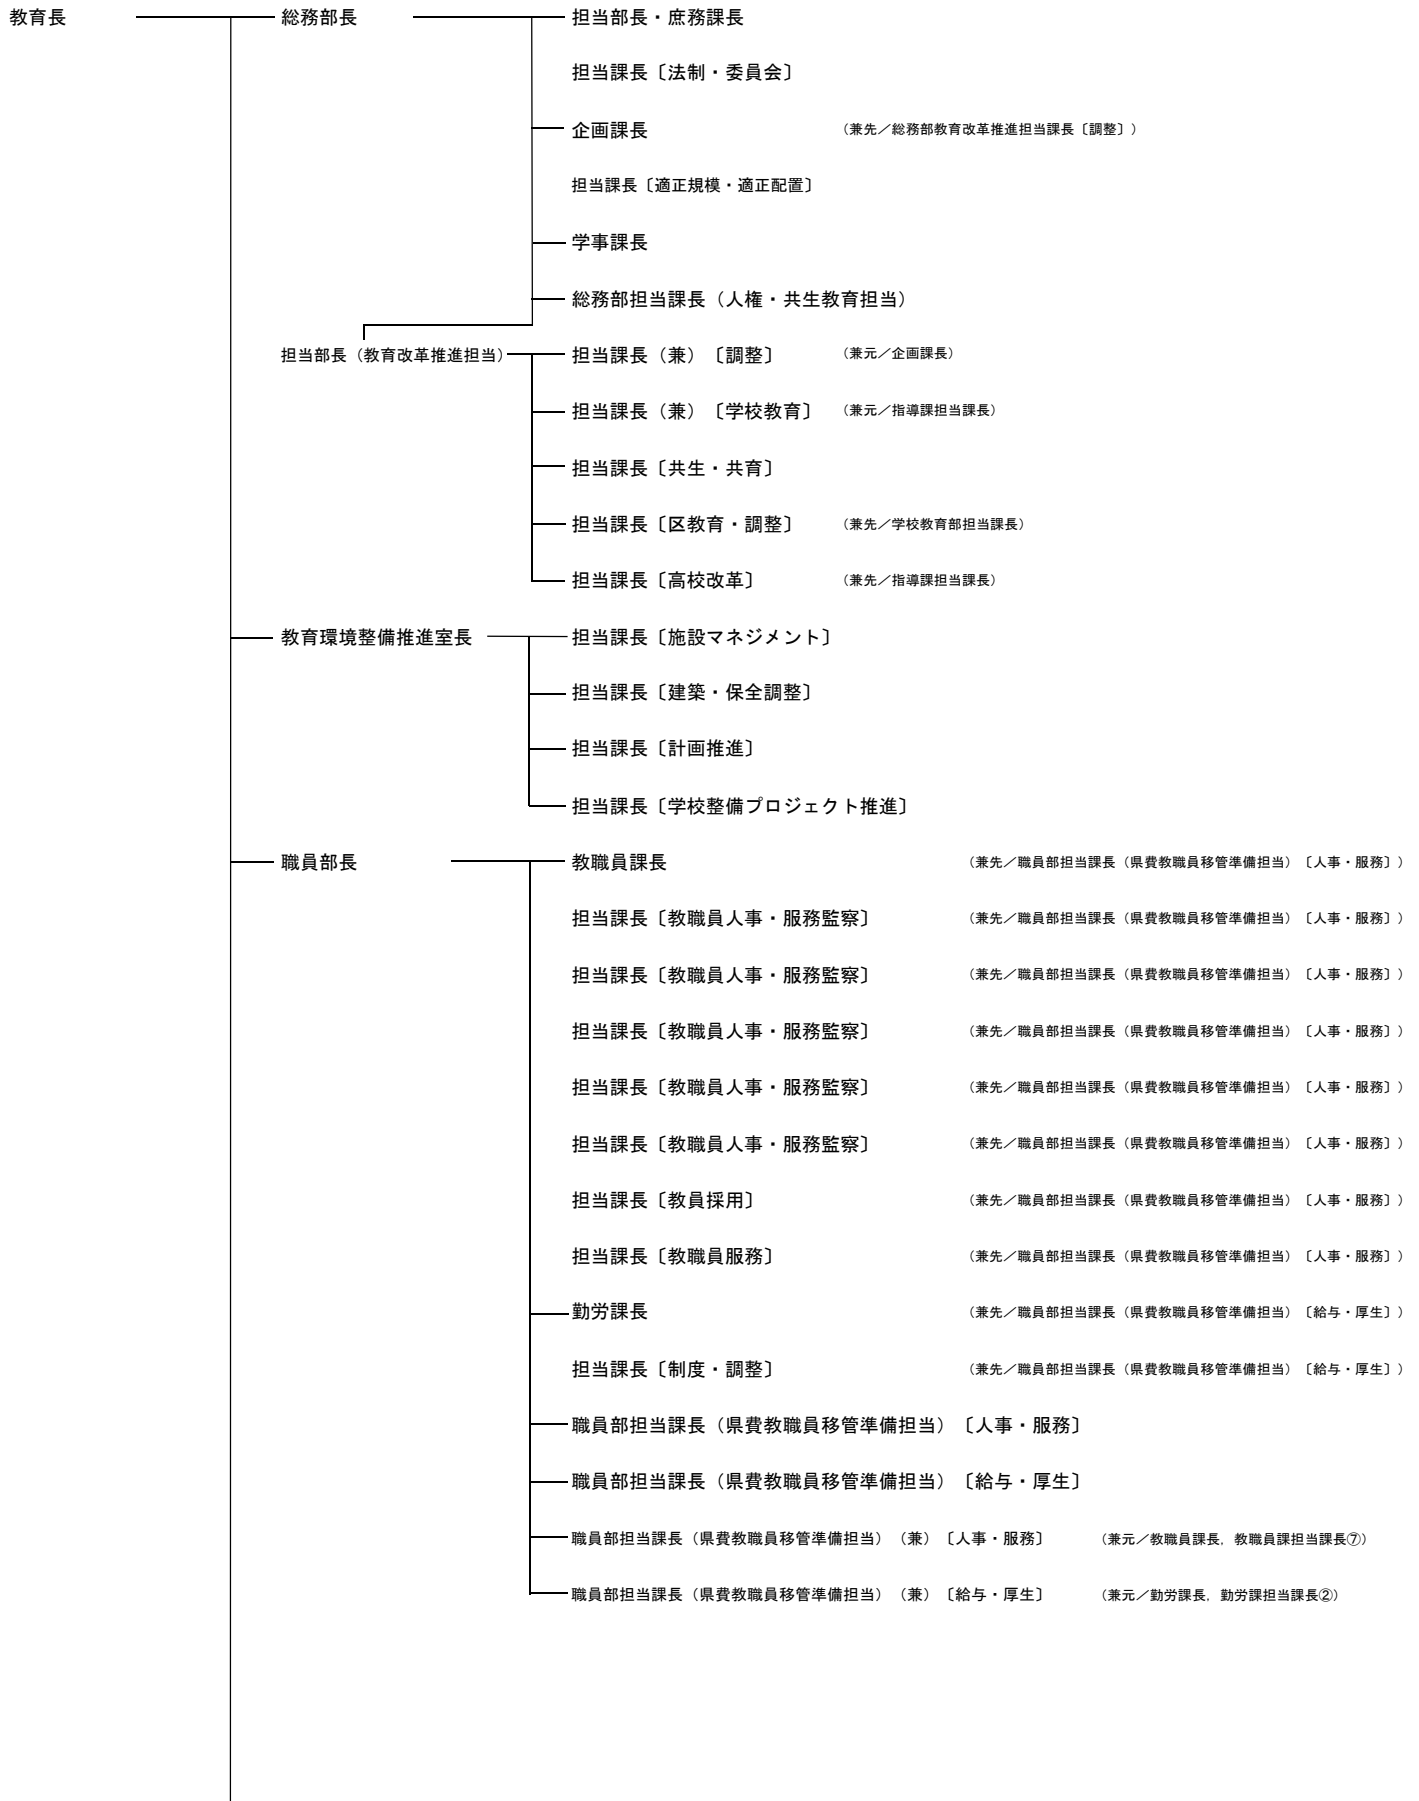 教育長 総務部長 担当部長・庶務課長
担当課長〔法制・委員会〕
企画課長 （兼先／総務部教育改革推進担当課長〔調整〕）
担当課長〔適正規模・適正配置〕
学事課長
総務部担当課長（人権・共生教育担当）
担当部長（教育改革推進担当） 担当課長（兼）〔調整〕 （兼元／企画課長）
担当課長（兼）〔学校教育〕 （兼元／指導課担当課長）
担当課長〔共生・共育〕
担当課長〔区教育・調整〕 （兼先／学校教育部担当課長）
担当課長〔高校改革〕 （兼先／指導課担当課長）
教育環境整備推進室長 担当課長〔施設マネジメント〕
担当課長〔建築・保全調整〕
担当課長〔計画推進〕
担当課長〔学校整備プロジェクト推進〕
職員部長 教職員課長 （兼先／職員部担当課長（県費教職員移管準備担当）〔人事・服務〕）
担当課長〔教職員人事・服務監察〕 （兼先／職員部担当課長（県費教職員移管準備担当）〔人事・服務〕）
担当課長〔教職員人事・服務監察〕 （兼先／職員部担当課長（県費教職員移管準備担当）〔人事・服務〕）
担当課長〔教職員人事・服務監察〕 （兼先／職員部担当課長（県費教職員移管準備担当）〔人事・服務〕）
担当課長〔教職員人事・服務監察〕 （兼先／職員部担当課長（県費教職員移管準備担当）〔人事・服務〕）
担当課長〔教職員人事・服務監察〕 （兼先／職員部担当課長（県費教職員移管準備担当）〔人事・服務〕）
担当課長〔教員採用〕 （兼先／職員部担当課長（県費教職員移管準備担当）〔人事・服務〕）
担当課長〔教職員服務〕 （兼先／職員部担当課長（県費教職員移管準備担当）〔人事・服務〕）
勤労課長 （兼先／職員部担当課長（県費教職員移管準備担当）〔給与・厚生〕）
担当課長〔制度・調整〕 （兼先／職員部担当課長（県費教職員移管準備担当）〔給与・厚生〕）
職員部担当課長（県費教職員移管準備担当）〔人事・服務〕
職員部担当課長（県費教職員移管準備担当）〔給与・厚生〕
職員部担当課長（県費教職員移管準備担当）（兼）〔人事・服務〕 （兼元／教職員課長，教職員課担当課長⑦）
職員部担当課長（県費教職員移管準備担当）（兼）〔給与・厚生〕 （兼元／勤労課長，勤労課担当課長②）